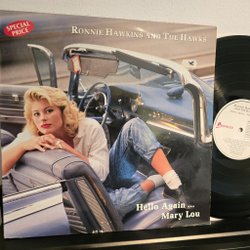 SPECIAL
PRICE
RONNIE HAWKINS AND THE HAWKS
Hello Again ...
Mary Lou